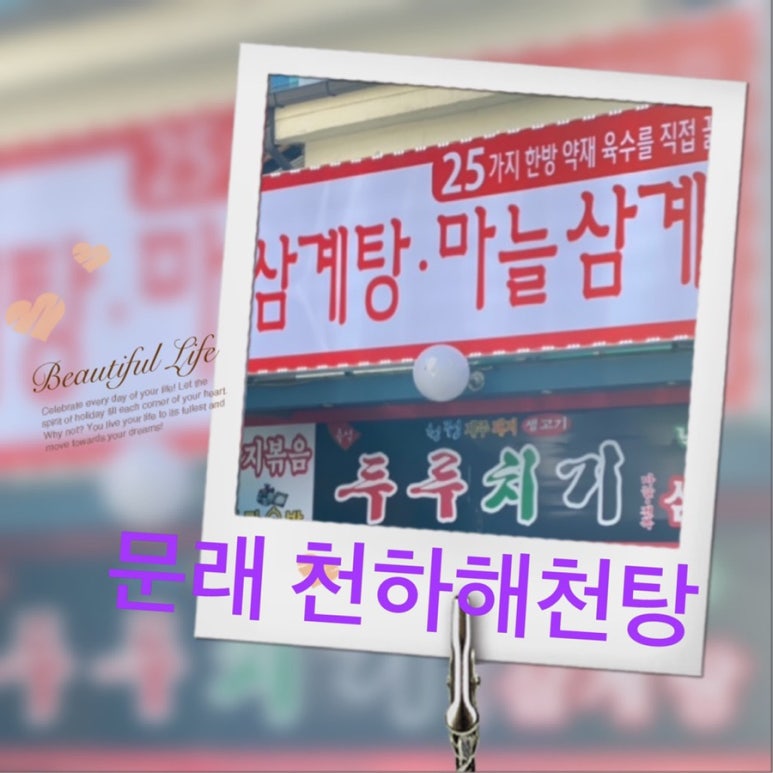 25가지 한방 약재 육수를 직접
삼계탕·마늘삼계
생고기
두루치기
지볶음
Beautiful Life
Celebrate every day of your life! Let the
spirit of holiday fill each corner of your heart.
Why not? You live your life to its fullest and
move towards your dreams!
문래 천하해천탕